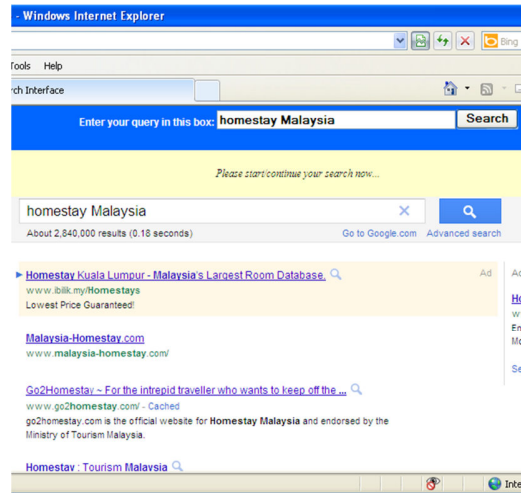 - Windows Internet Explorer
Bing
Tools Help
rch Interface
Enter your query in this box: homestay Malaysia Search
Please start/continue your search now...
homestay Malaysia
About 2,840,000 results (0.18 seconds) Go to Google.com Advanced search
Homestay Kuala Lumpur - Malaysia's Largest Room Database. Ad
www.ibilik.my/Homestays
Lowest Price Guaranteed!
Malaysia-Homestay.com
www.malaysia-homestay.com/
Go2Homestay ~ For the intrepid traveller who wants to keep off the ...
www.go2homestay.com/ - Cached
go2homestay.com is the official website for Homestay Malaysia and endorsed by the
Ministry of Tourism Malaysia.
Homestay : Tourism Malaysia